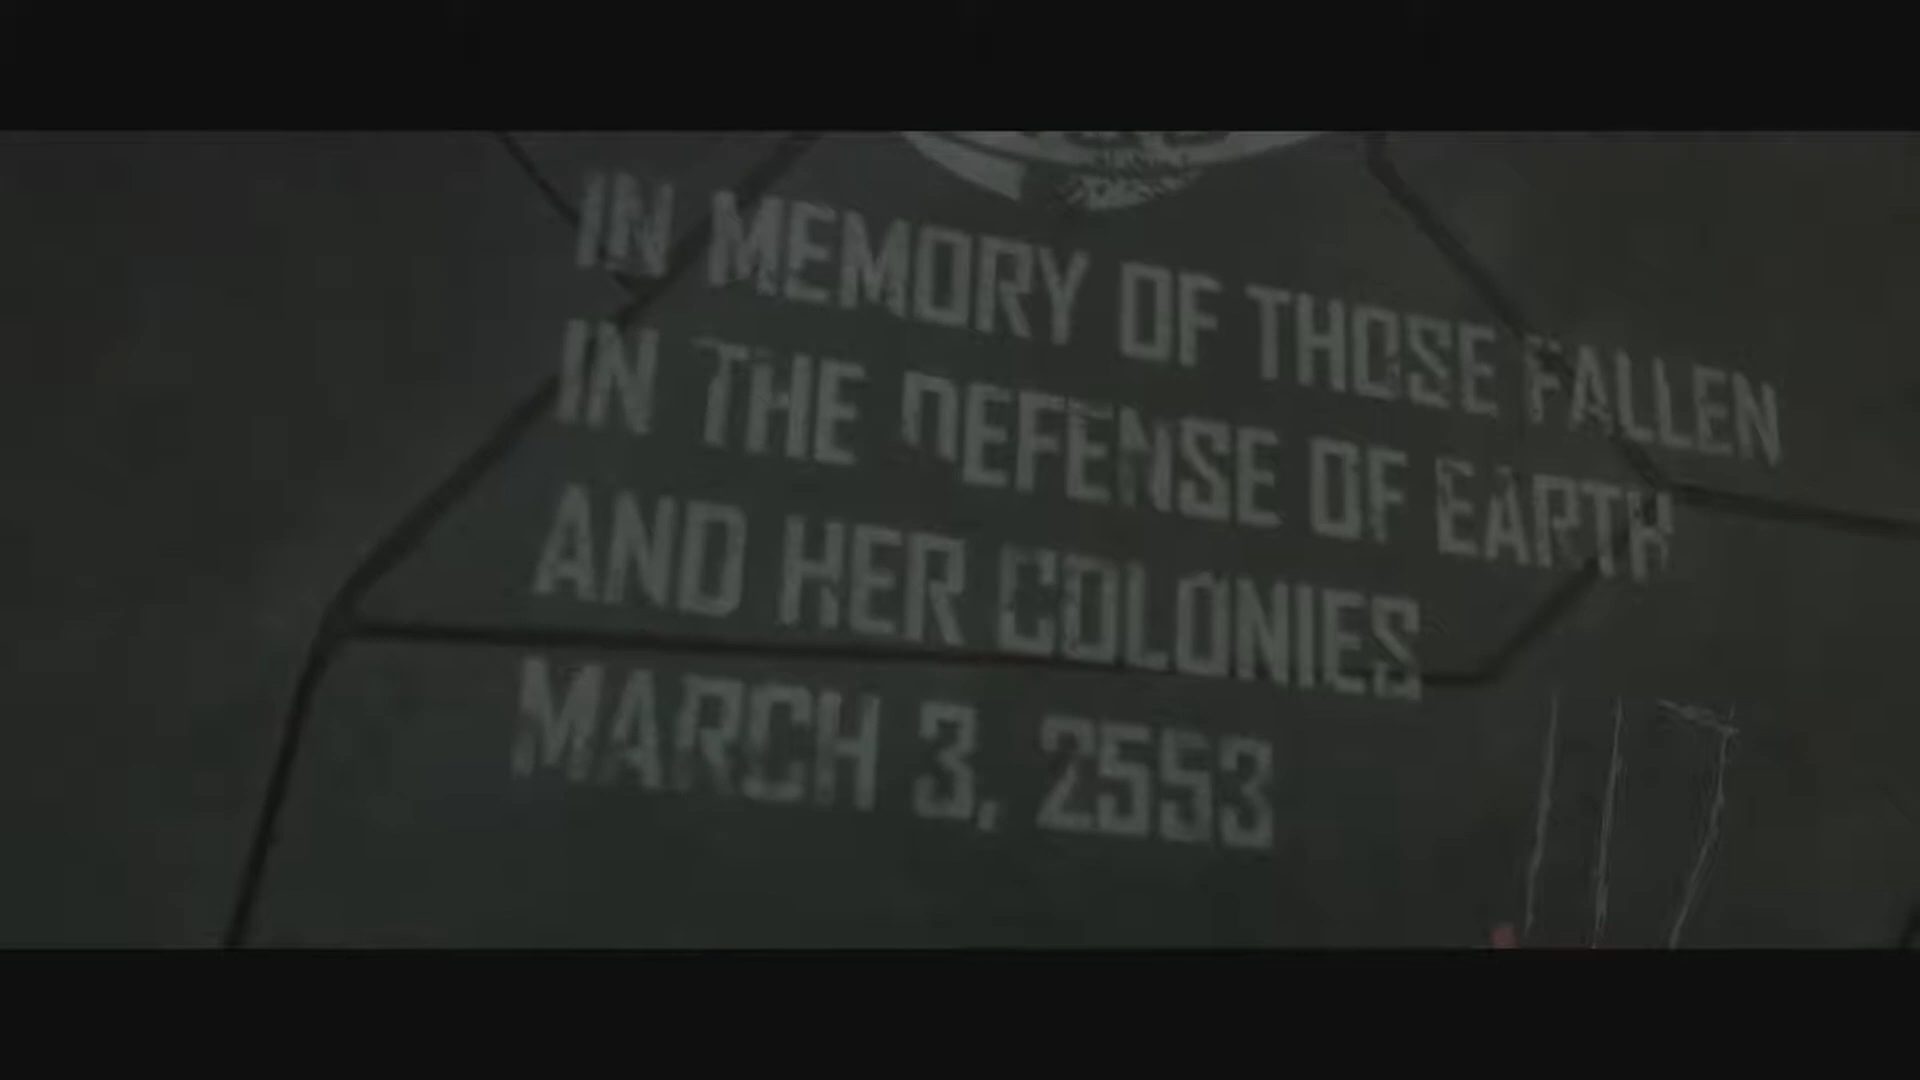 IN MEMORY OF THOSE FALLEN
IN THE DEFENSE OF EARTH
AND HER COLONIES
MARCH 3, 2553